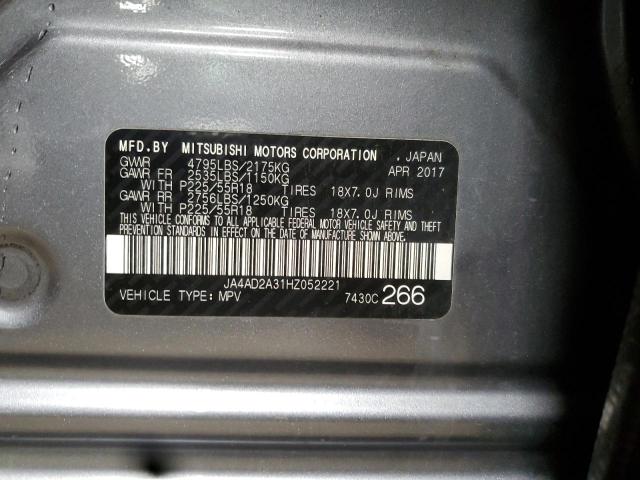 MFD.BY MITSUBISHI MOTORS CORPORATION , JAPAN
GVWR 4795LBS/2175KG APR 2017
GAWR FR 2535LBS/1150KG
WITH P225/55R18 TIRES 18X7.0J RIMS
GAWR RR 2756LBS/1250KG
WITH P225/55R18 TIRES 18X7.0J RIMS
THIS VEHICLE CONFORMS TO ALL APPLICABLE FEDERAL MOTOR VEHICLE SAFETY, BUMPER, AND THEFT
PREVENTION STANDARDS IN EFFECT ON THE DATE OF MANUFACTURE SHOWN ABOVE.
JA4AD2A31HZ052221
VEHICLE TYPE: MPV 7430C 266